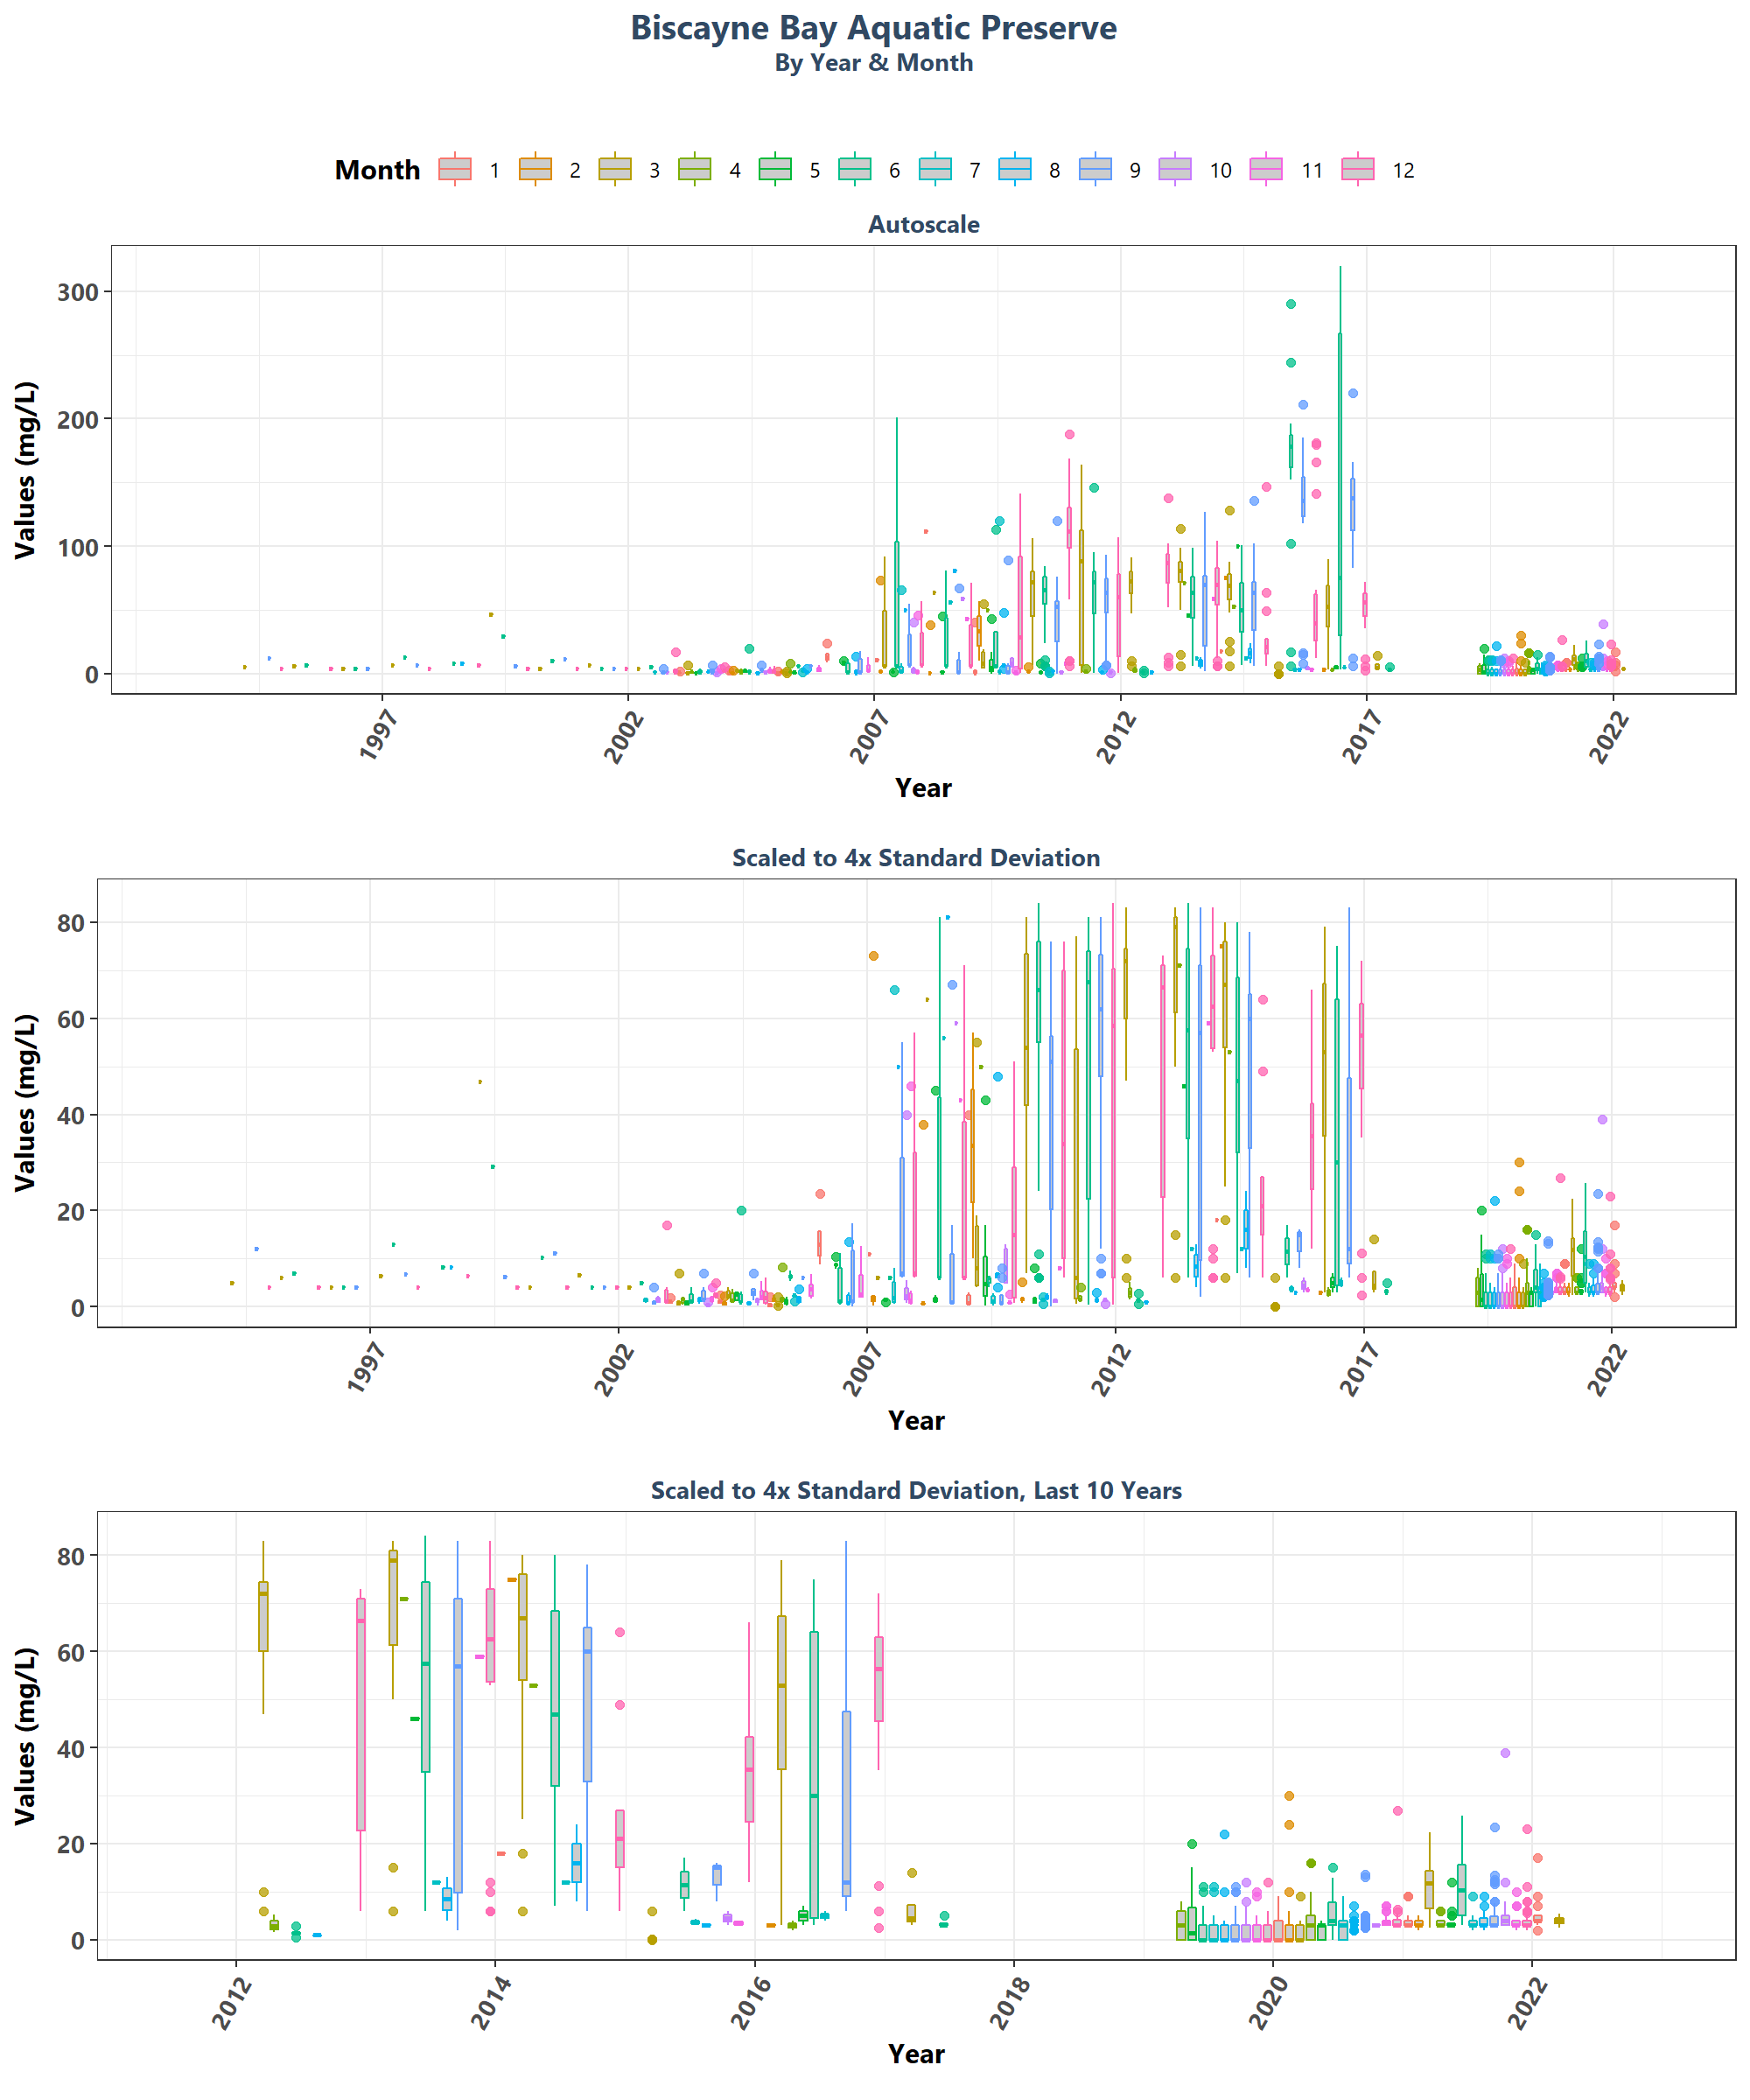 Biscayne Bay Aquatic Preserve
By Year & Month
Month 1 2 3 4 5 6 7 8 9 10 11 12
Autoscale
Values (mg/L)
300
200
100
0
1997 2002 2007 2012 2017 2022
Year
Scaled to 4x Standard Deviation
Values (mg/L)
80
60
40
20
0
1997 2002 2007 2012 2017 2022
Year
Scaled to 4x Standard Deviation, Last 10 Years
Values (mg/L)
80
60
40
20
0
2012 2014 2016 2018 2020 2022
Year